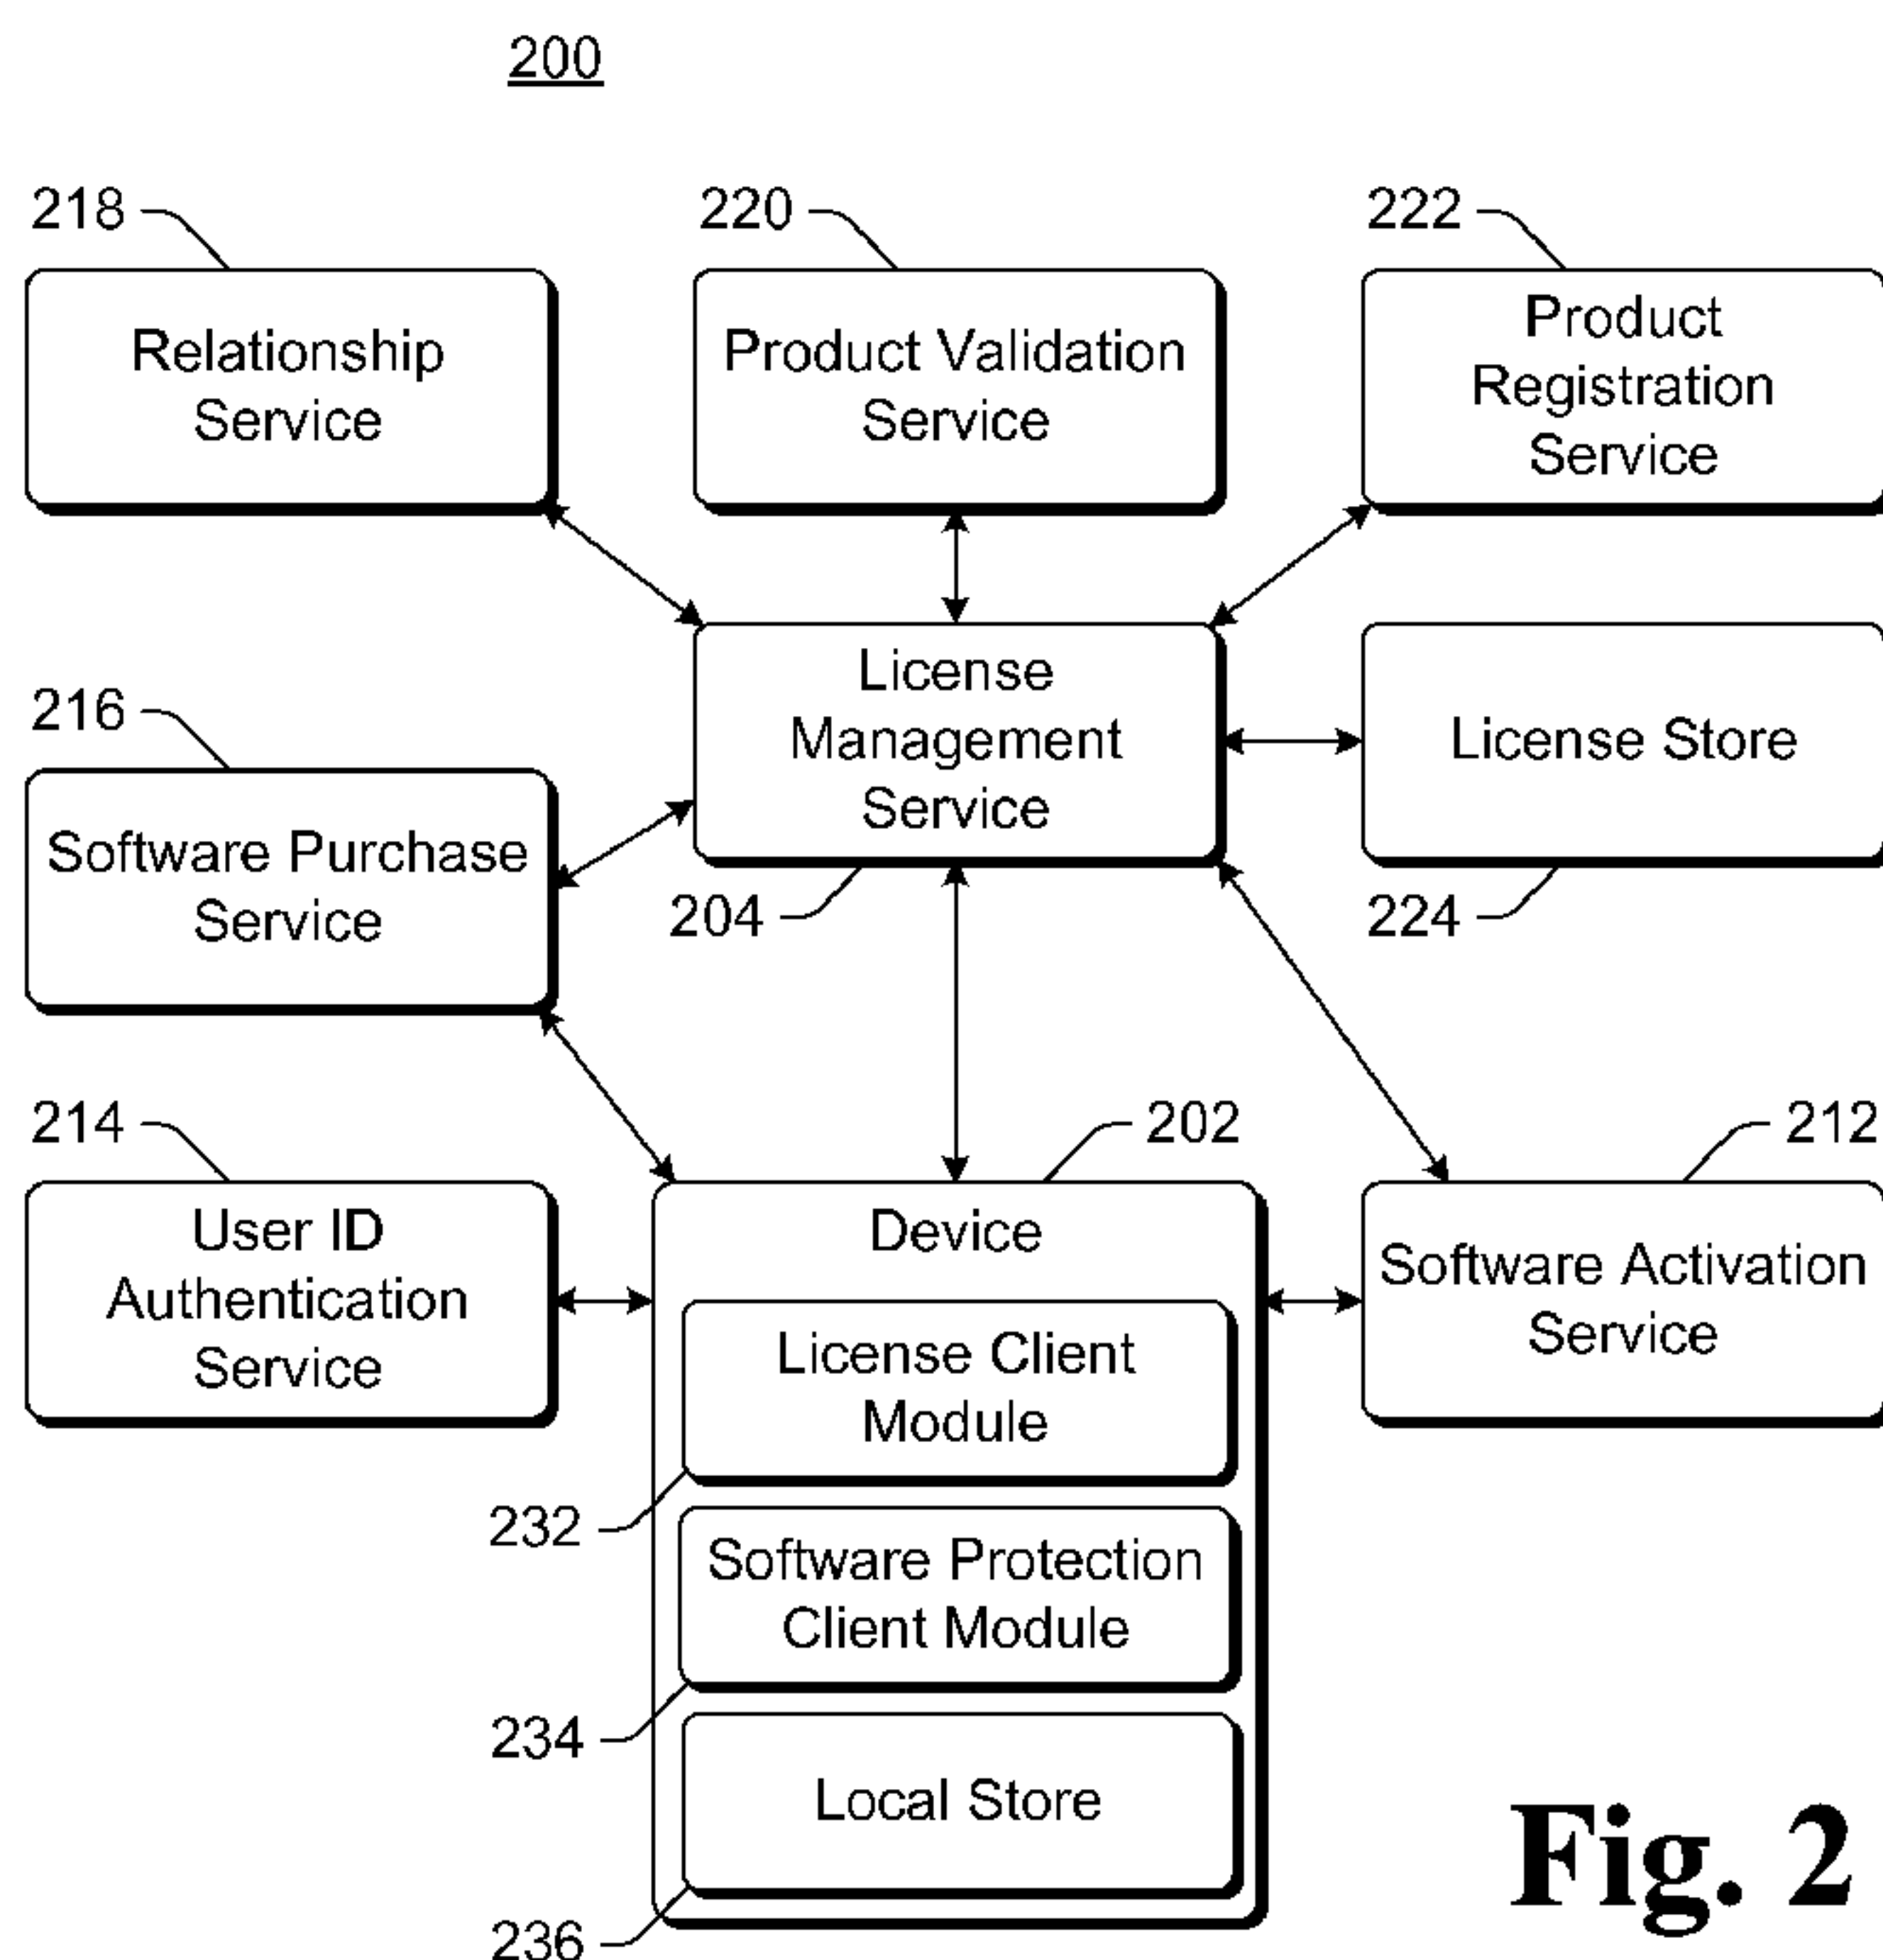 200
218
220
222
Relationship
Service
Product Validation
Service
Product
Registration
Service
216
License
Management
Service
License Store
Software Purchase
Service
204
224
214
202
212
User ID
Authentication
Service
Device
Software Activation
Service
License Client
Module
232
Software Protection
Client Module
234
Local Store
236
Fig. 2